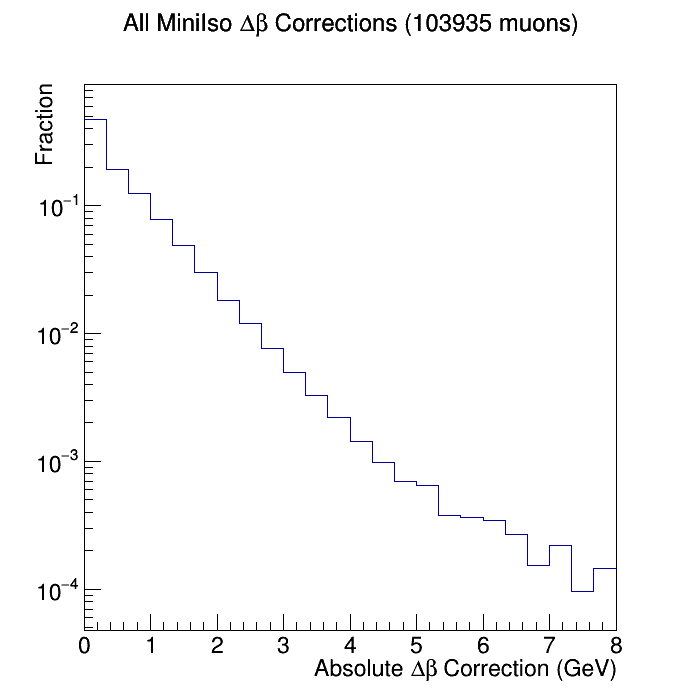 All MiniIso Δβ Corrections (103935 muons)
Fraction
10⁻¹
10⁻²
10⁻³
10⁻⁴
0 1 2 3 4 5 6 7 8
Absolute Δβ Correction (GeV)